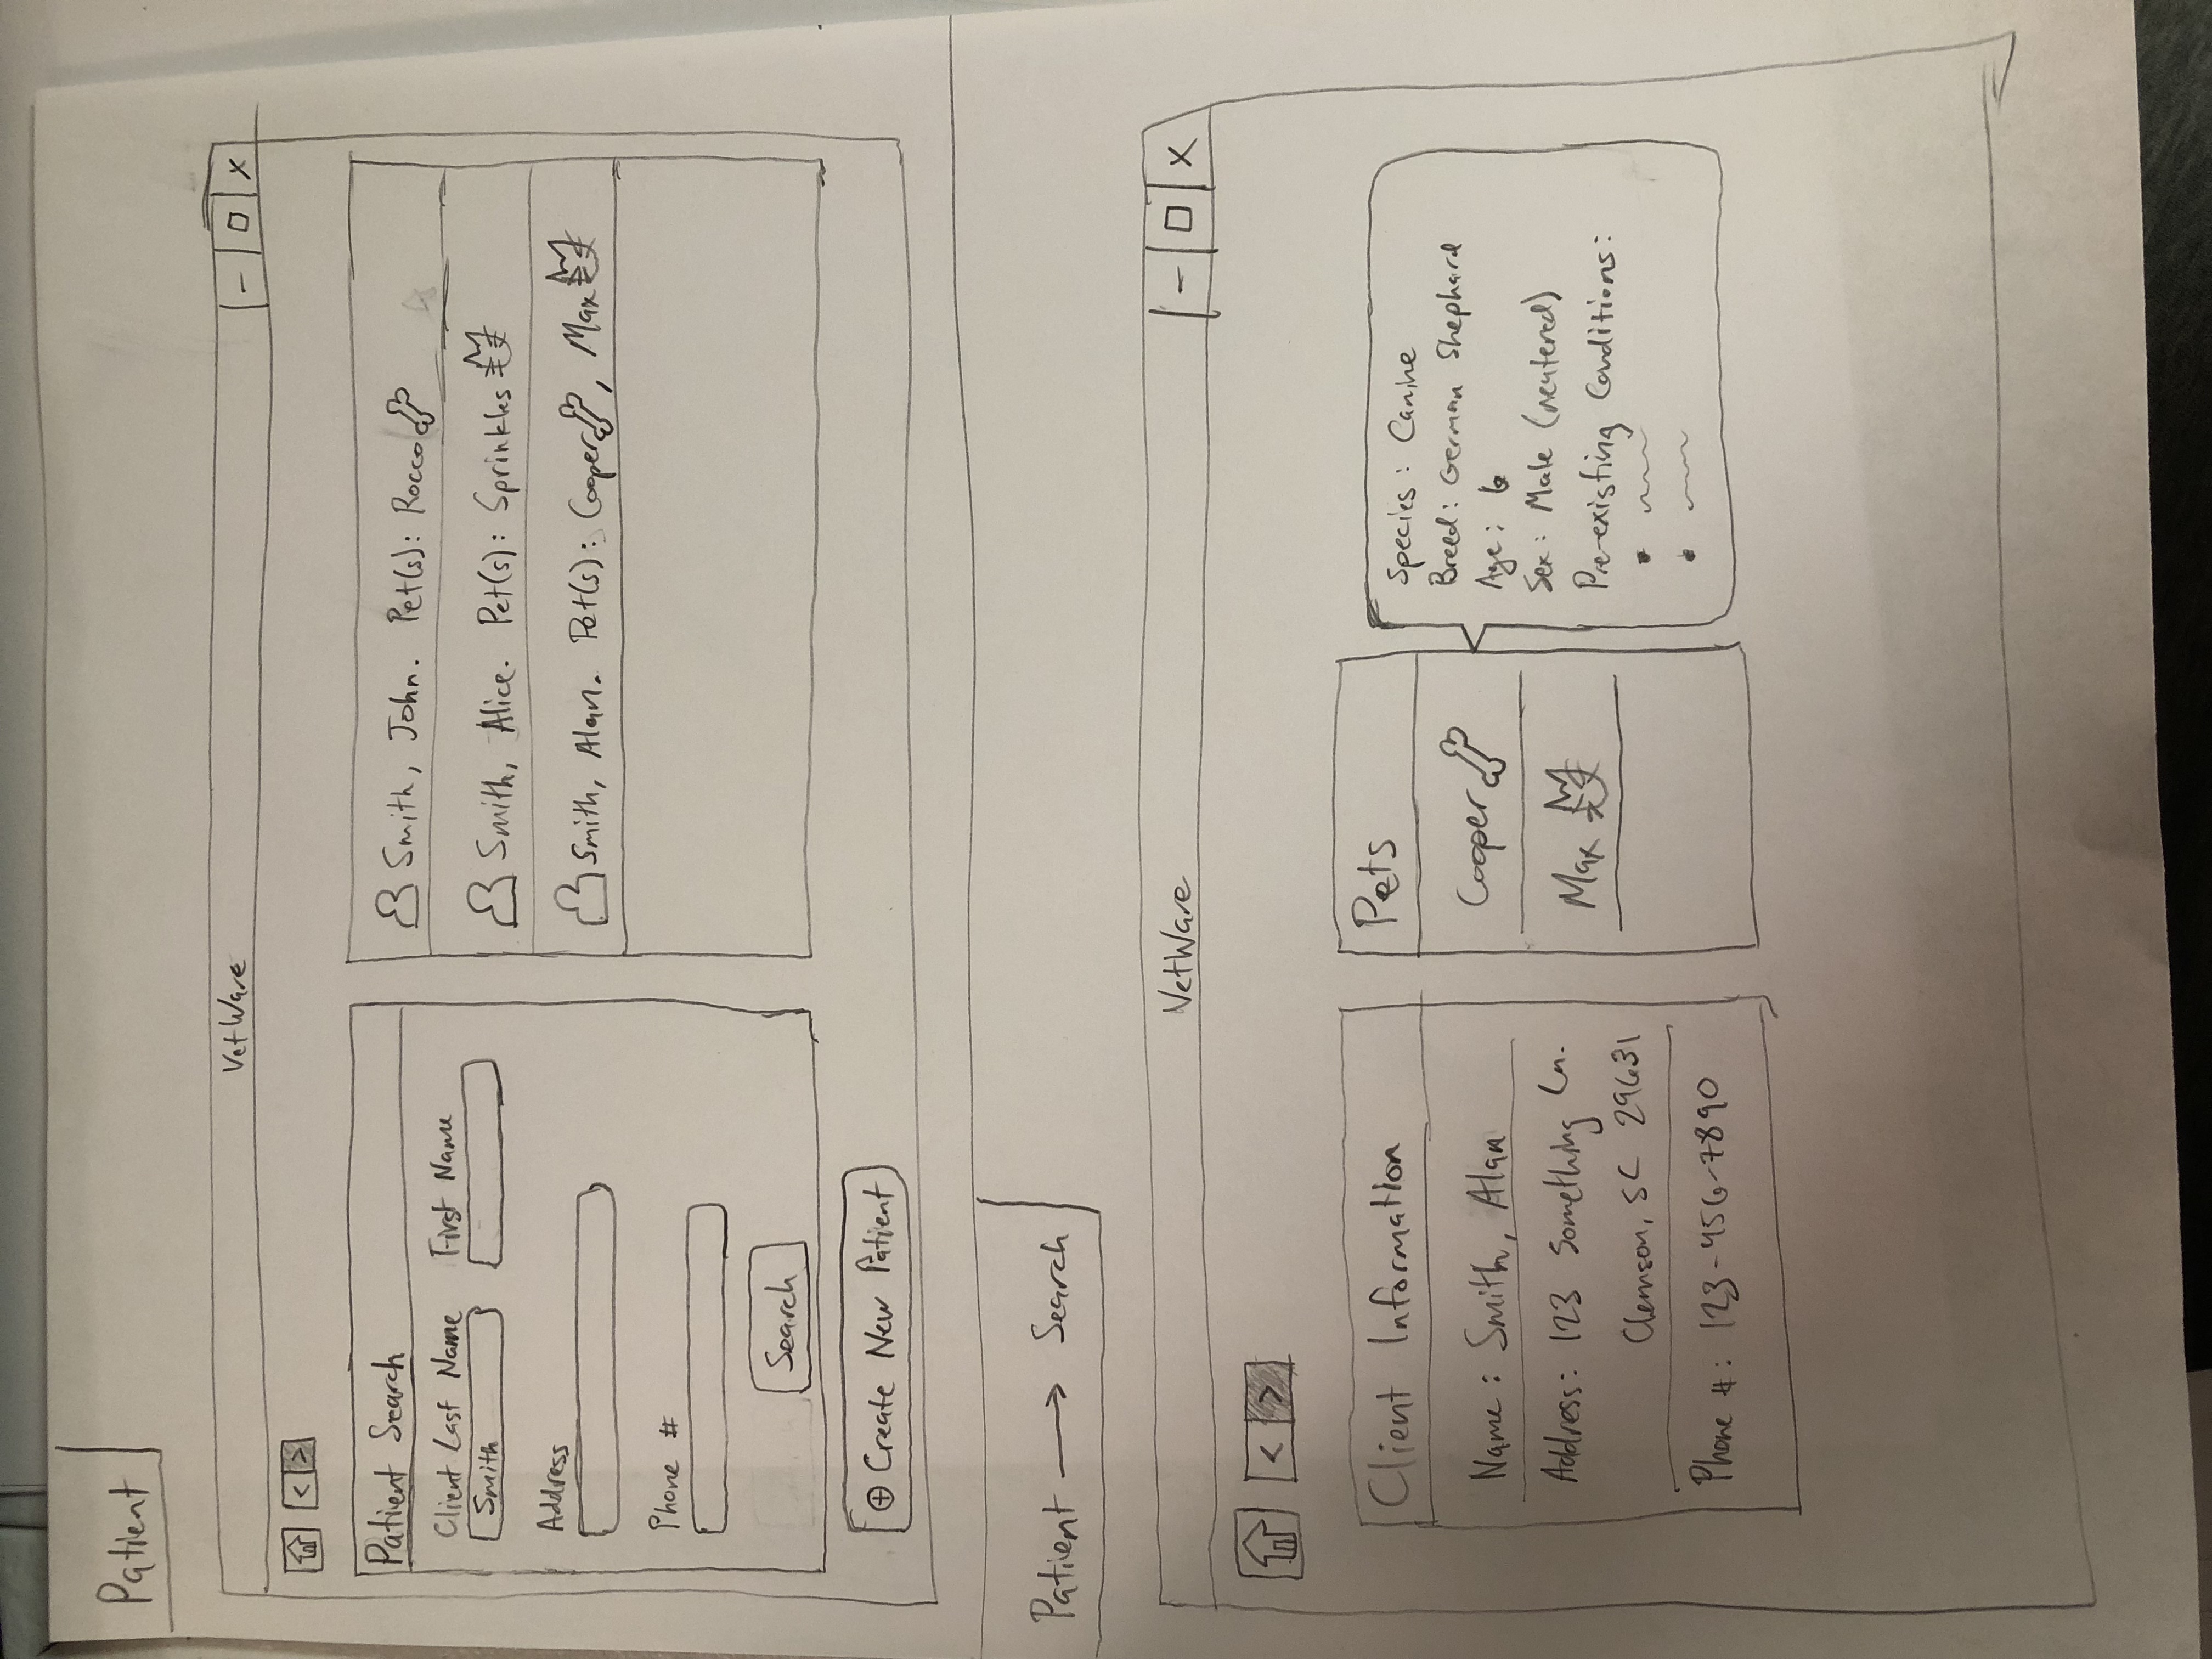 Patient
VetWare
- □ X
< >
Patient Search
Client Last Name First Name
Smith
Address
Phone #
Search
Create New Patient
Smith, John. Pet(s): Rocco
Smith, Alice. Pet(s): Sprinkles
Smith, Alan. Pet(s): Cooper, Max
Patient → Search
VetWare
- □ X
< >
Client Information
Name: Smith, Alan
Address: 123 Something Ln.
Clemson, SC 29631
Phone #: 123-456-7890
Pets
Cooper
Max
Species: Canine
Breed: German Shephard
Age: 6
Sex: Male (neutered)
Pre-existing Conditions: